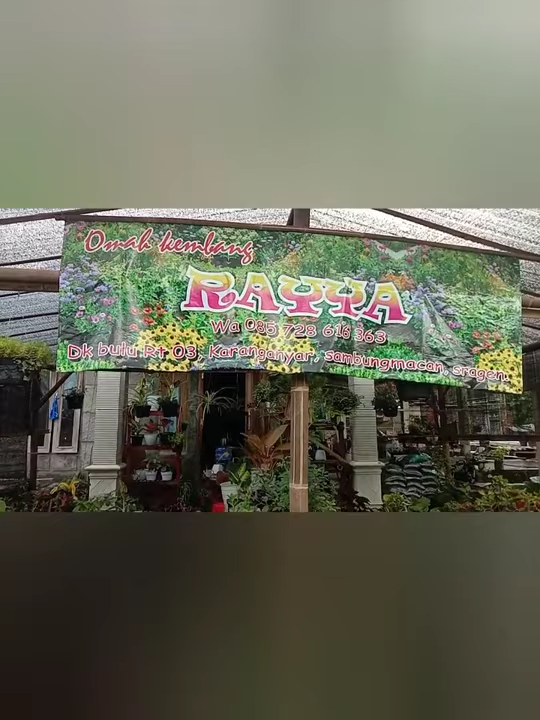 Omah kembang
RAYYA
Wa 085 728 616 363
Dk bulu Rt 03, Karanganyar, sambungmacan, sragen.